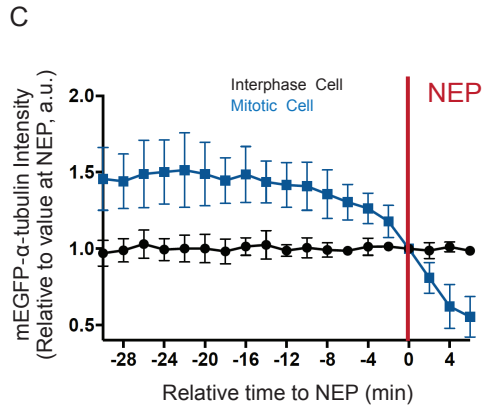 C
Interphase Cell
Mitotic Cell
NEP
mEGFP-α-tubulin Intensity
(Relative to value at NEP, a.u.)
2.0
1.5
1.0
0.5
-28 -24 -20 -16 -12 -8 -4 0 4
Relative time to NEP (min)